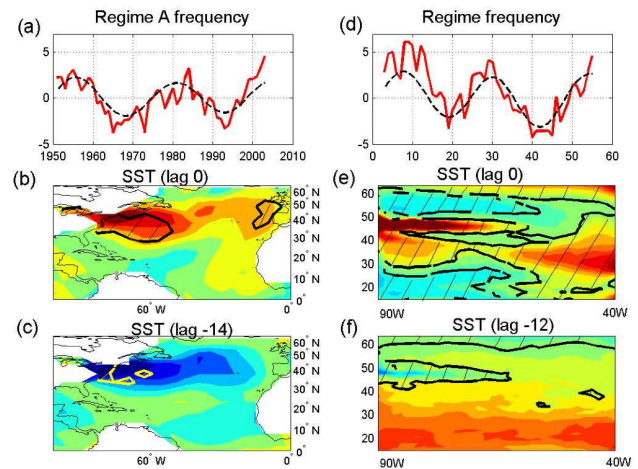 (a) Regime A frequency
5
0
-5
1950 1960 1970 1980 1990 2000 2010
(b) SST (lag 0)
60° N
50° N
40° N
30° N
20° N
10° N
0°
60° W 0°
(c) SST (lag -14)
60° N
50° N
40° N
30° N
20° N
10° N
0°
60° W 0°
(d) Regime frequency
5
0
-5
0 10 20 30 40 50 60
(e) SST (lag 0)
60
50
40
30
20
90W 40W
(f) SST (lag -12)
60
50
40
30
20
90W 40W